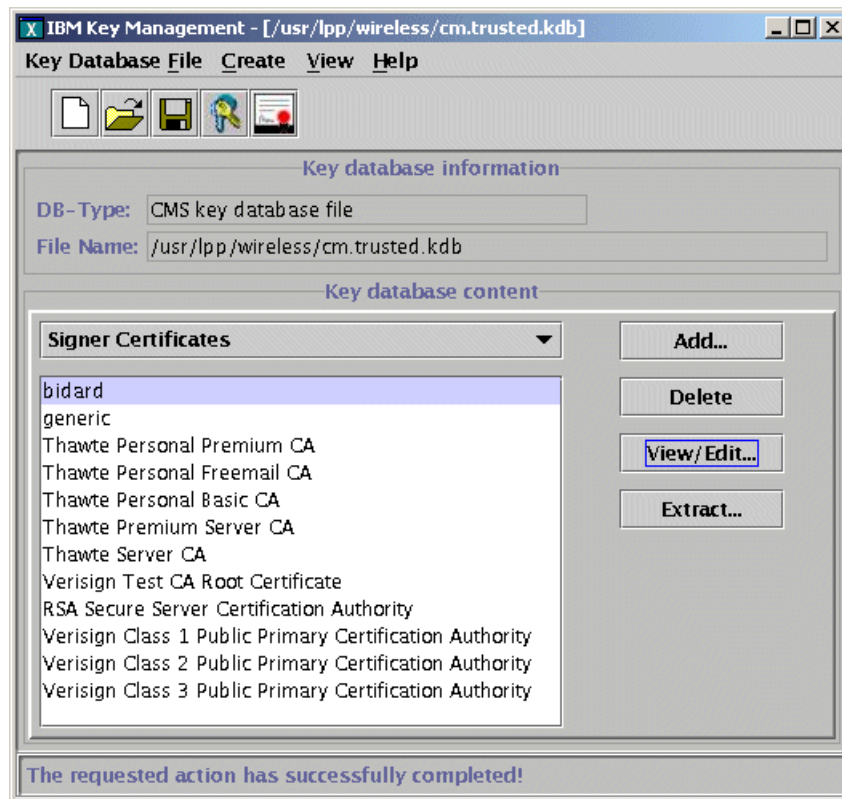 IBM Key Management - [/usr/lpp/wireless/cm.trusted.kdb]
Key Database File Create View Help
Key database information
DB-Type: CMS key database file
File Name: /usr/lpp/wireless/cm.trusted.kdb
Key database content
Signer Certificates
Add...
bidard
Delete
generic
Thawte Personal Premium CA
View/Edit...
Thawte Personal Freemail CA
Thawte Personal Basic CA
Extract...
Thawte Premium Server CA
Thawte Server CA
Verisign Test CA Root Certificate
RSA Secure Server Certification Authority
Verisign Class 1 Public Primary Certification Authority
Verisign Class 2 Public Primary Certification Authority
Verisign Class 3 Public Primary Certification Authority
The requested action has successfully completed!